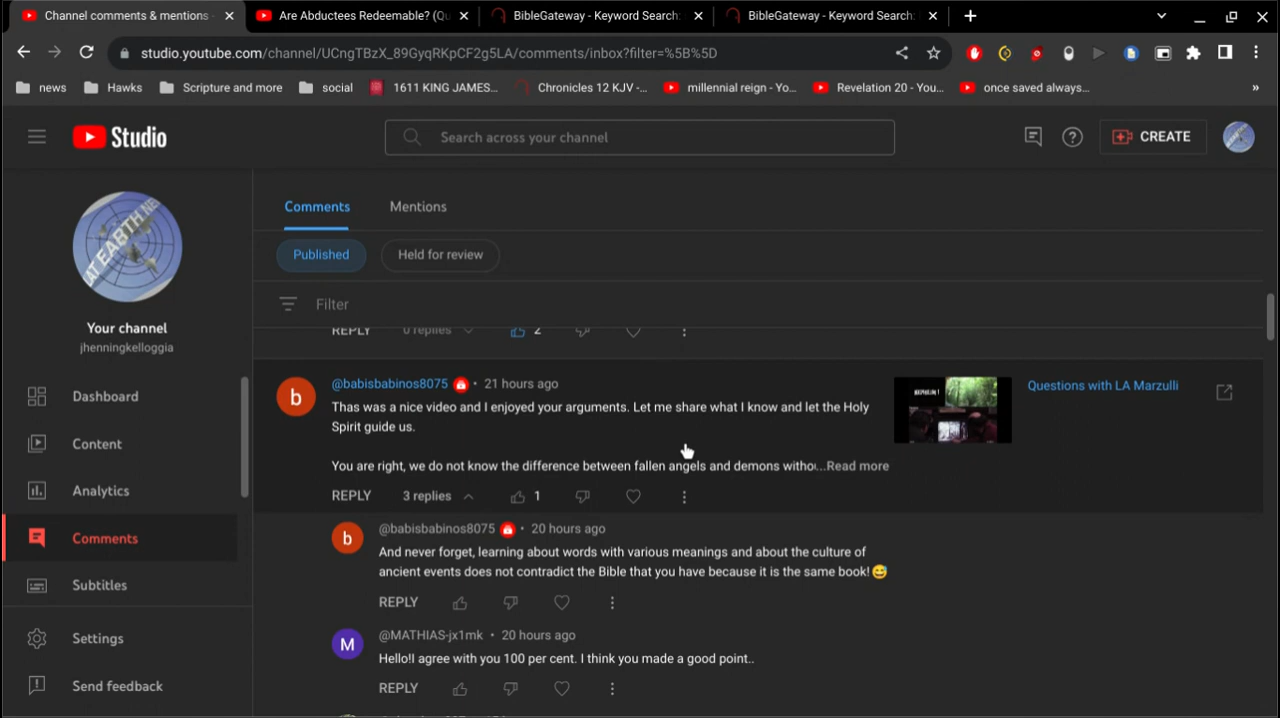 Channel comments & mentions -
Are Abductees Redeemable? (Qu
BibleGateway - Keyword Search:
BibleGateway - Keyword Search:
studio.youtube.com/channel/UCngTBzX_89GyqRKpCF2g5LA/comments/inbox?filter=%5B%5D
news
Hawks
Scripture and more
social
1611 KING JAMES...
Chronicles 12 KJV -...
millennial reign - Yo...
Revelation 20 - You...
once saved always...
»
Studio
Search across your channel
CREATE
Your channel
jhenningkelloggia
Dashboard
Content
Analytics
Comments
Subtitles
Settings
Send feedback
Comments
Mentions
Published
Held for review
Filter
REPLY 0 replies 2
b
@babisbabinos8075 • 21 hours ago
Thas was a nice video and I enjoyed your arguments. Let me share what I know and let the Holy
Spirit guide us.
You are right, we do not know the difference between fallen angels and demons witho...Read more
REPLY 3 replies 1
Questions with LA Marzulli
b
@babisbabinos8075 • 20 hours ago
And never forget, learning about words with various meanings and about the culture of
ancient events does not contradict the Bible that you have because it is the same book!😅
REPLY
M
@MATHIAS-jx1mk • 20 hours ago
Hello!I agree with you 100 per cent. I think you made a good point..
REPLY